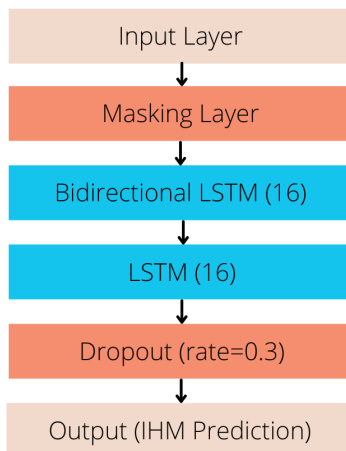 Input Layer
Masking Layer
Bidirectional LSTM (16)
LSTM (16)
Dropout (rate=0.3)
Output (IHM Prediction)